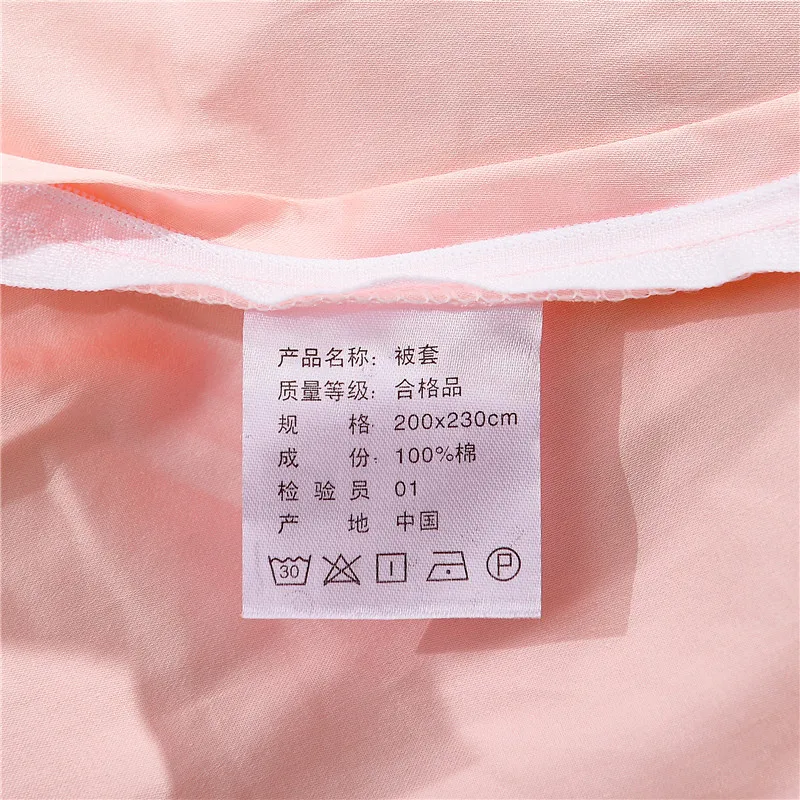 产品名称：被套
质量等级：合格品
规 格：200x230cm
成 份：100%棉
检 验 员 01
产 地 中国
30 P